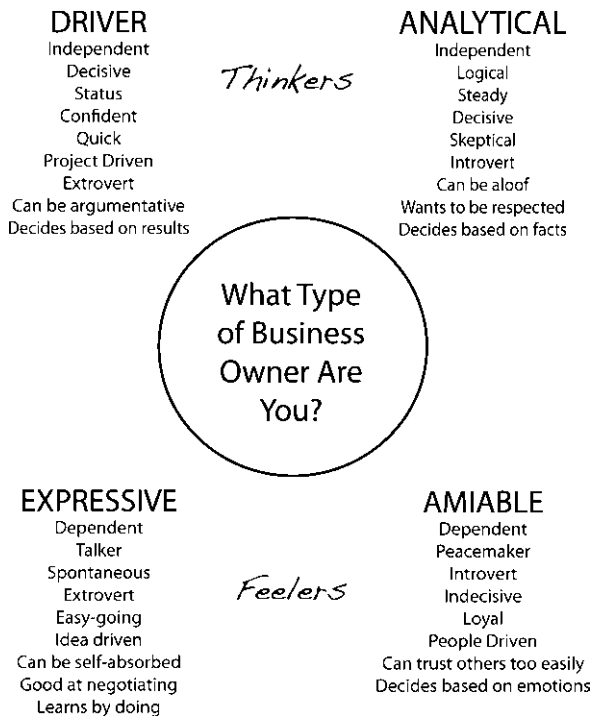 DRIVER
Independent
Decisive
Status
Confident
Quick
Project Driven
Extrovert
Can be argumentative
Decides based on results
Thinkers
ANALYTICAL
Independent
Logical
Steady
Decisive
Skeptical
Introvert
Can be aloof
Wants to be respected
Decides based on facts
What Type
of Business
Owner Are
You?
EXPRESSIVE
Dependent
Talker
Spontaneous
Extrovert
Easy-going
Idea driven
Can be self-absorbed
Good at negotiating
Learns by doing
Feelers
AMIABLE
Dependent
Peacemaker
Introvert
Indecisive
Loyal
People Driven
Can trust others too easily
Decides based on emotions